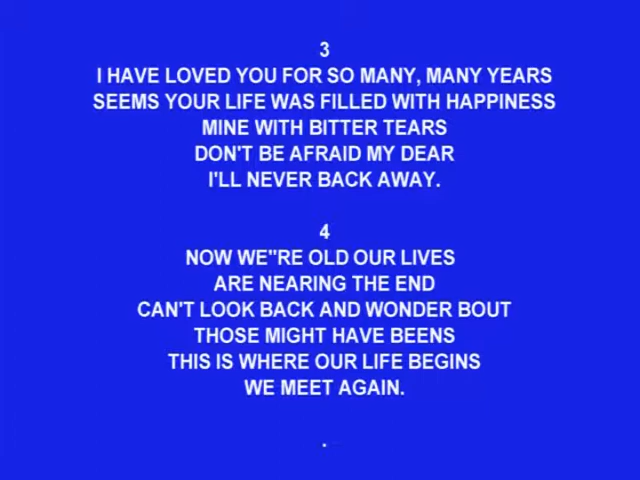 3
I HAVE LOVED YOU FOR SO MANY, MANY YEARS
SEEMS YOUR LIFE WAS FILLED WITH HAPPINESS
MINE WITH BITTER TEARS
DON'T BE AFRAID MY DEAR
I'LL NEVER BACK AWAY.
4
NOW WE"RE OLD OUR LIVES
ARE NEARING THE END
CAN'T LOOK BACK AND WONDER BOUT
THOSE MIGHT HAVE BEENS
THIS IS WHERE OUR LIFE BEGINS
WE MEET AGAIN.